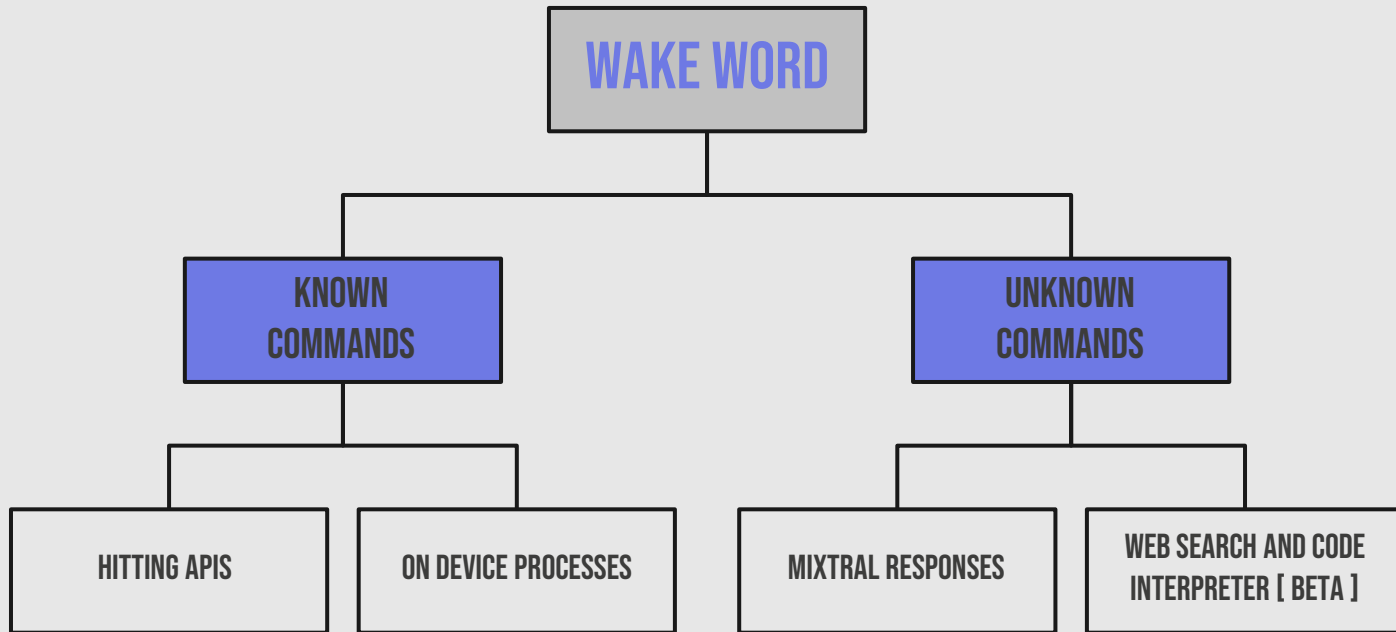 WAKE WORD
KNOWN
COMMANDS
UNKNOWN
COMMANDS
HITTING APIS
ON DEVICE PROCESSES
MIXTRAL RESPONSES
WEB SEARCH AND CODE
INTERPRETER [ BETA ]